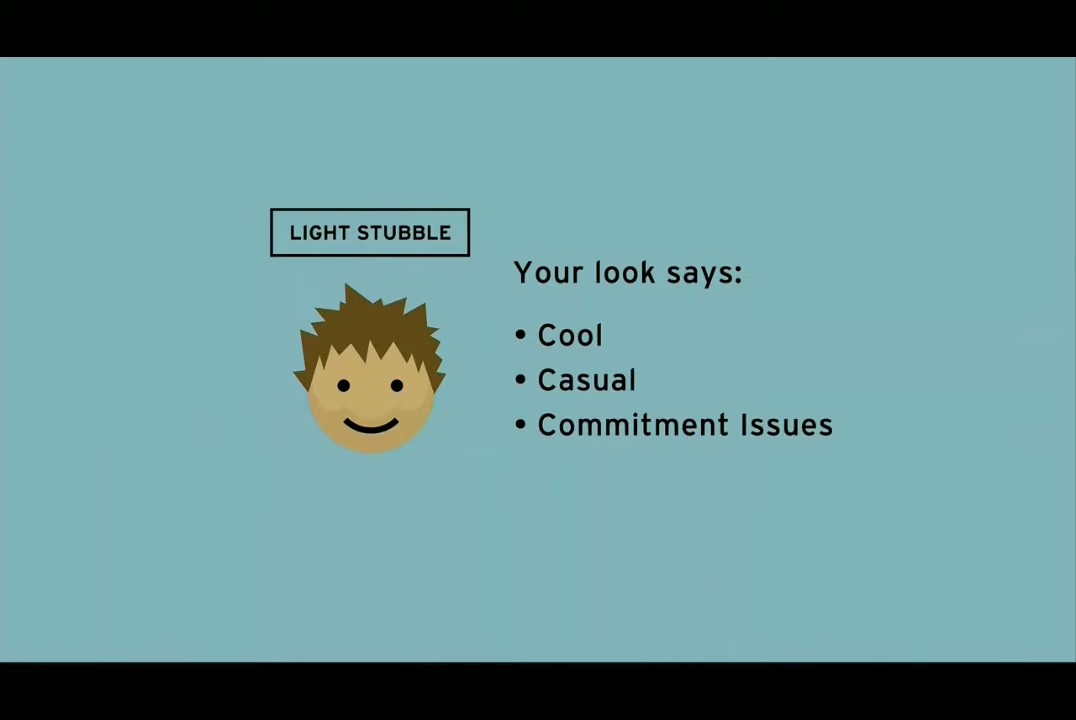 LIGHT STUBBLE
Your look says:
• Cool
• Casual
• Commitment Issues